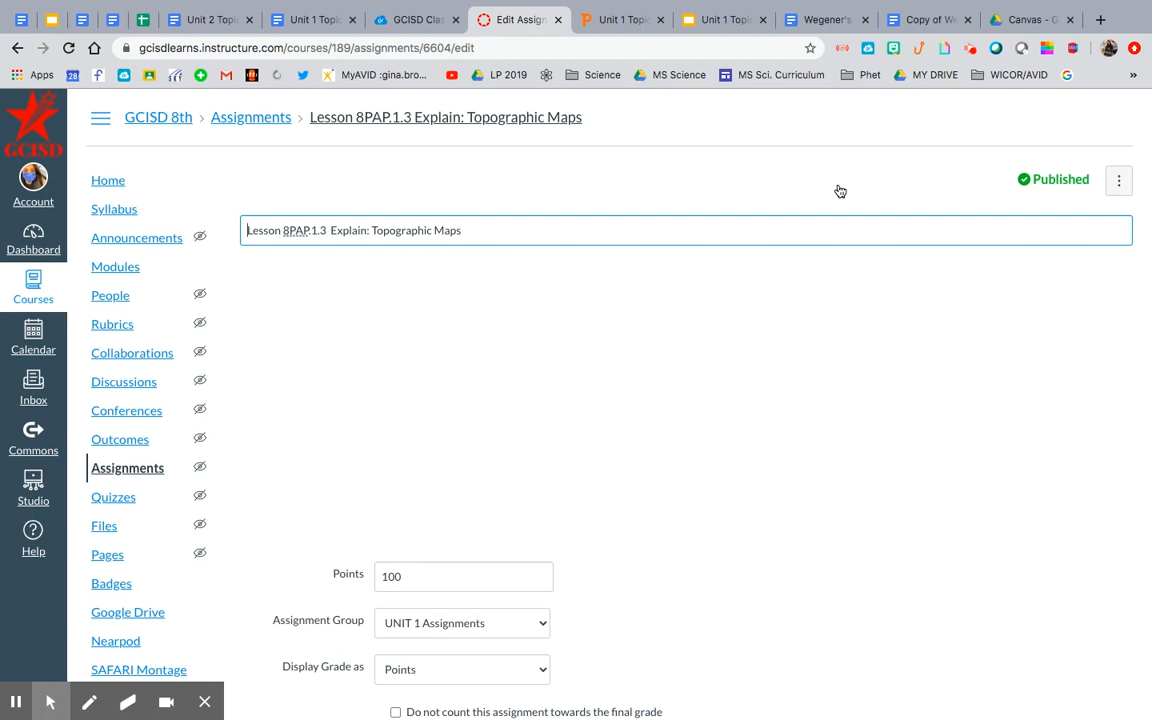 Unit 2 Topi
Unit 1 Topi
GCISD Clas
Edit Assign
Unit 1 Topi
Unit 1 Topi
Wegener's
Copy of We
Canvas - G
gcisdlearns.instructure.com/courses/189/assignments/6604/edit
Apps
28
MyAVID :gina.bro...
LP 2019
Science
MS Science
MS Sci. Curriculum
Phet
MY DRIVE
WICOR/AVID
»
GCISD
GCISD 8th › Assignments › Lesson 8PAP.1.3 Explain: Topographic Maps
Account
Dashboard
Courses
Calendar
Inbox
Commons
Studio
Help
Home
Syllabus
Announcements
Modules
People
Rubrics
Collaborations
Discussions
Conferences
Outcomes
Assignments
Quizzes
Files
Pages
Badges
Google Drive
Nearpod
SAFARI Montage
Published
Lesson 8PAP.1.3 Explain: Topographic Maps
Points
100
Assignment Group
UNIT 1 Assignments
Display Grade as
Points
Do not count this assignment towards the final grade